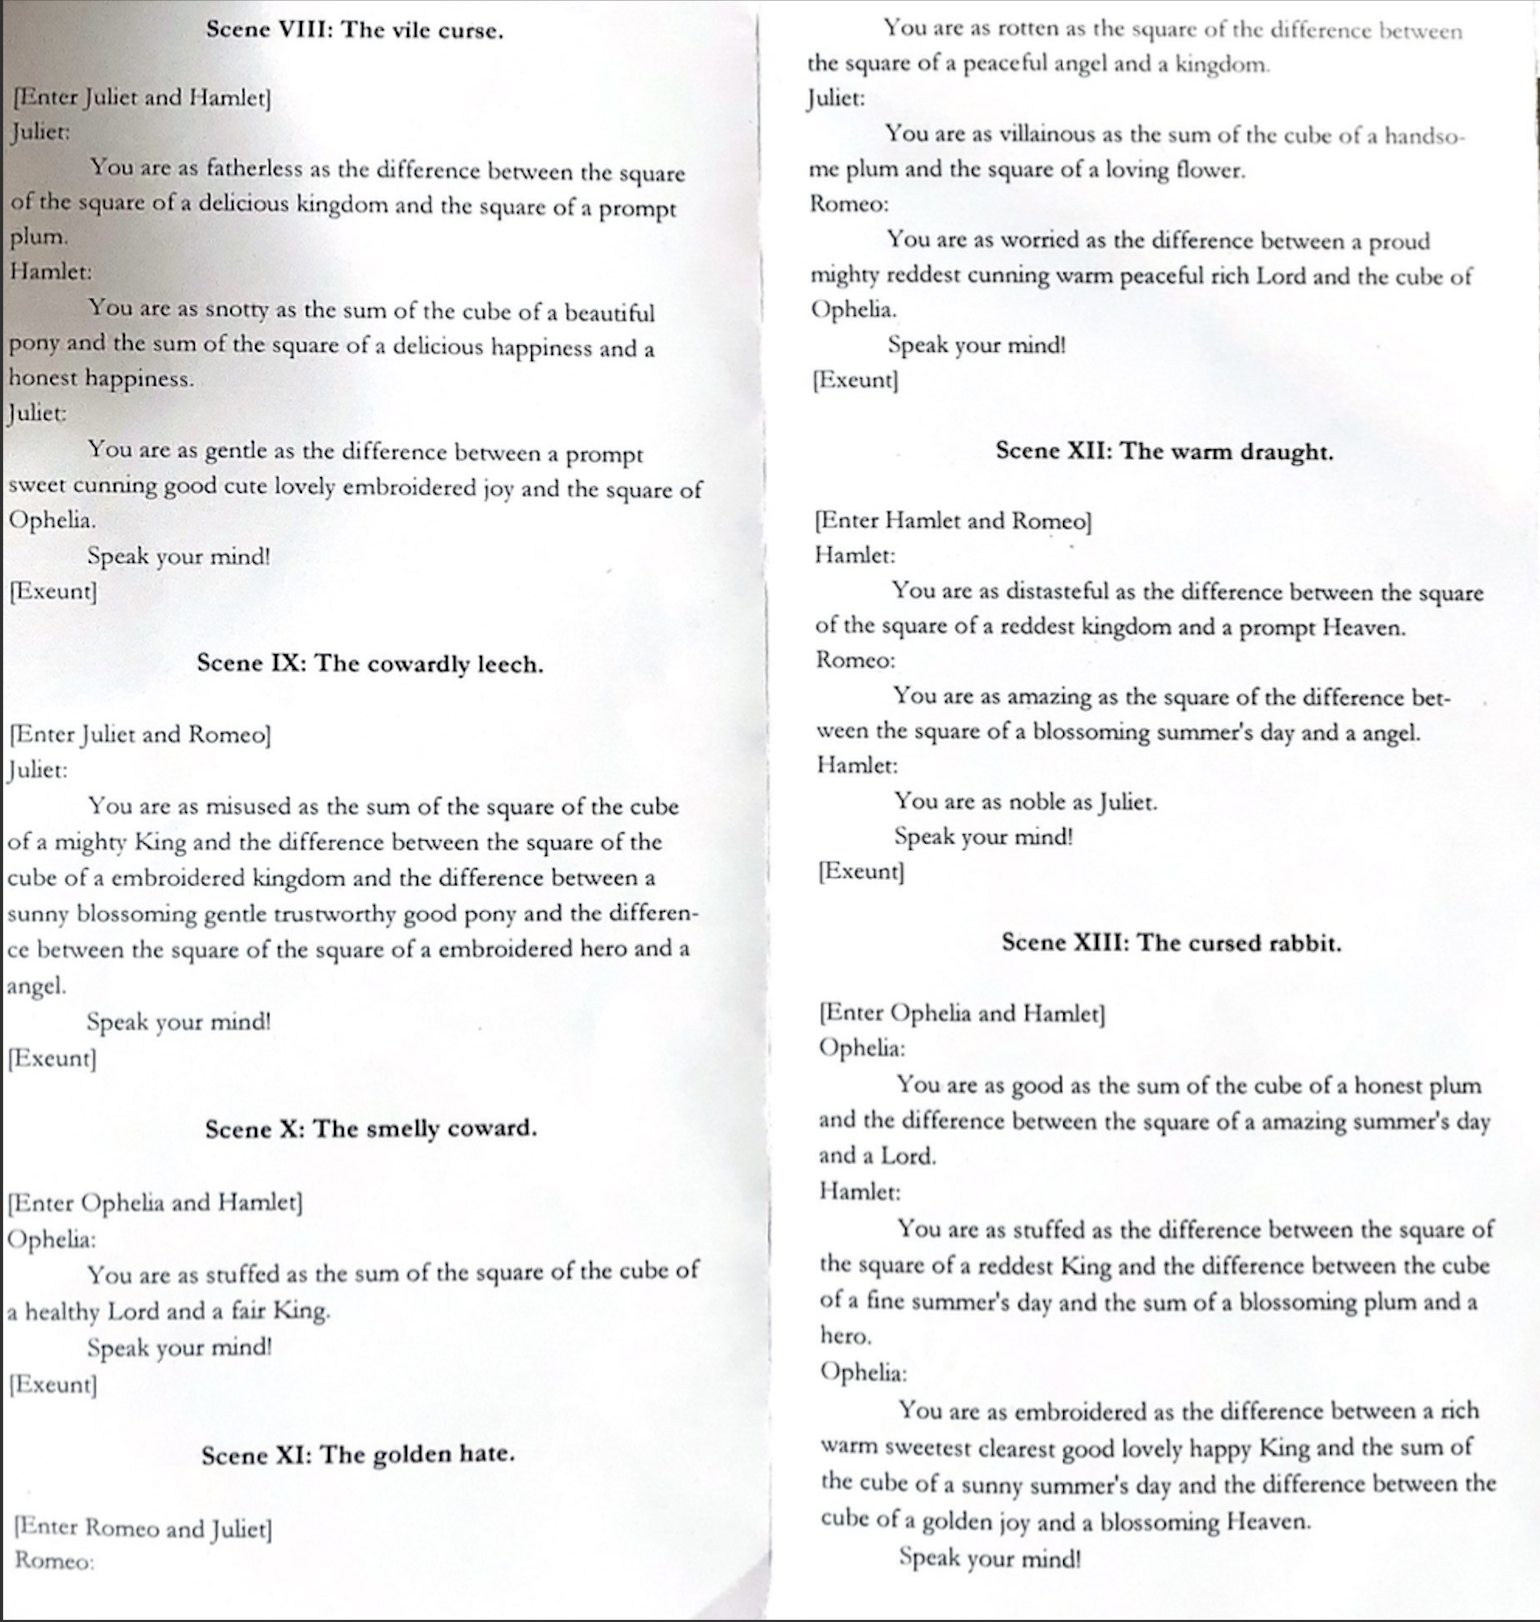 Scene VIII: The vile curse.
[Enter Juliet and Hamlet]
Juliet:
You are as fatherless as the difference between the square
of the square of a delicious kingdom and the square of a prompt
plum.
Hamlet:
You are as snotty as the sum of the cube of a beautiful
pony and the sum of the square of a delicious happiness and a
honest happiness.
Juliet:
You are as gentle as the difference between a prompt
sweet cunning good cute lovely embroidered joy and the square of
Ophelia.
Speak your mind!
[Exeunt]
Scene IX: The cowardly leech.
[Enter Juliet and Romeo]
Juliet:
You are as misused as the sum of the square of the cube
of a mighty King and the difference between the square of the
cube of a embroidered kingdom and the difference between a
sunny blossoming gentle trustworthy good pony and the differen-
ce between the square of the square of a embroidered hero and a
angel.
Speak your mind!
[Exeunt]
Scene X: The smelly coward.
[Enter Ophelia and Hamlet]
Ophelia:
You are as stuffed as the sum of the square of the cube of
a healthy Lord and a fair King.
Speak your mind!
[Exeunt]
Scene XI: The golden hate.
[Enter Romeo and Juliet]
Romeo:
You are as rotten as the square of the difference between
the square of a peaceful angel and a kingdom.
Juliet:
You are as villainous as the sum of the cube of a handso-
me plum and the square of a loving flower.
Romeo:
You are as worried as the difference between a proud
mighty reddest cunning warm peaceful rich Lord and the cube of
Ophelia.
Speak your mind!
[Exeunt]
Scene XII: The warm draught.
[Enter Hamlet and Romeo]
Hamlet:
You are as distasteful as the difference between the square
of the square of a reddest kingdom and a prompt Heaven.
Romeo:
You are as amazing as the square of the difference bet-
ween the square of a blossoming summer's day and a angel.
Hamlet:
You are as noble as Juliet.
Speak your mind!
[Exeunt]
Scene XIII: The cursed rabbit.
[Enter Ophelia and Hamlet]
Ophelia:
You are as good as the sum of the cube of a honest plum
and the difference between the square of a amazing summer's day
and a Lord.
Hamlet:
You are as stuffed as the difference between the square of
the square of a reddest King and the difference between the cube
of a fine summer's day and the sum of a blossoming plum and a
hero.
Ophelia:
You are as embroidered as the difference between a rich
warm sweetest clearest good lovely happy King and the sum of
the cube of a sunny summer's day and the difference between the
cube of a golden joy and a blossoming Heaven.
Speak your mind!